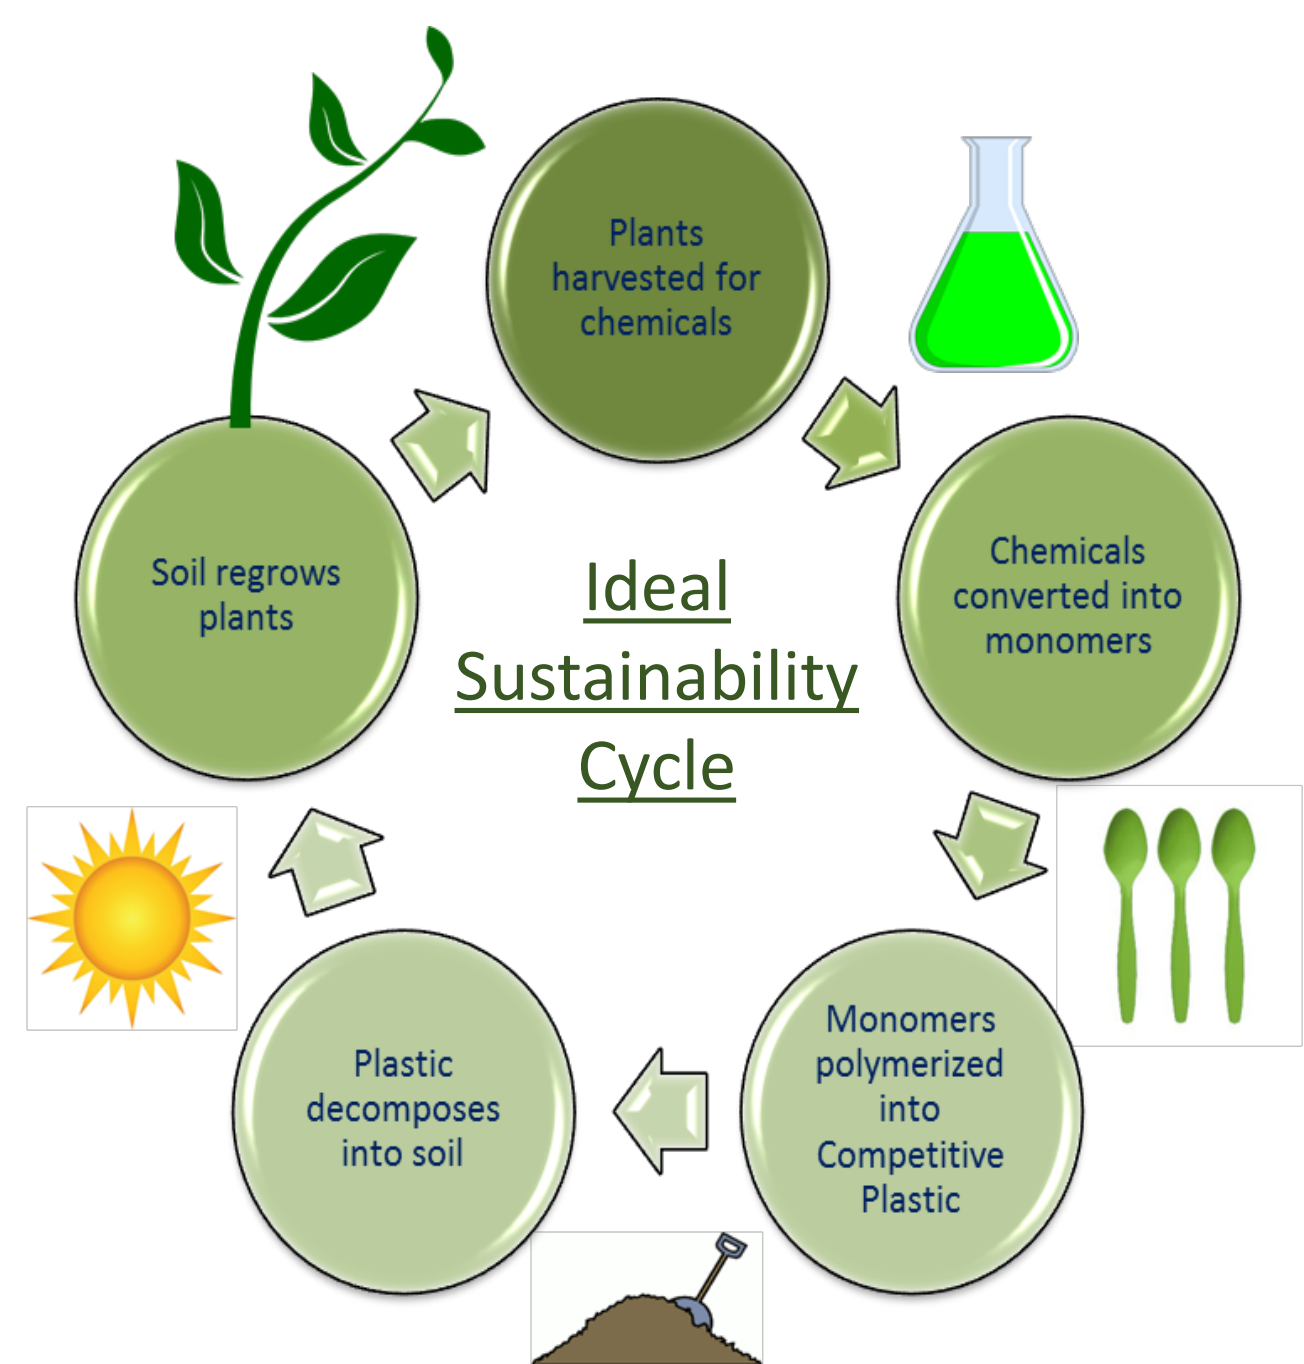 Plants
harvested for
chemicals
Chemicals
converted into
monomers
Monomers
polymerized
into
Competitive
Plastic
Plastic
decomposes
into soil
Soil regrows
plants
Ideal
Sustainability
Cycle